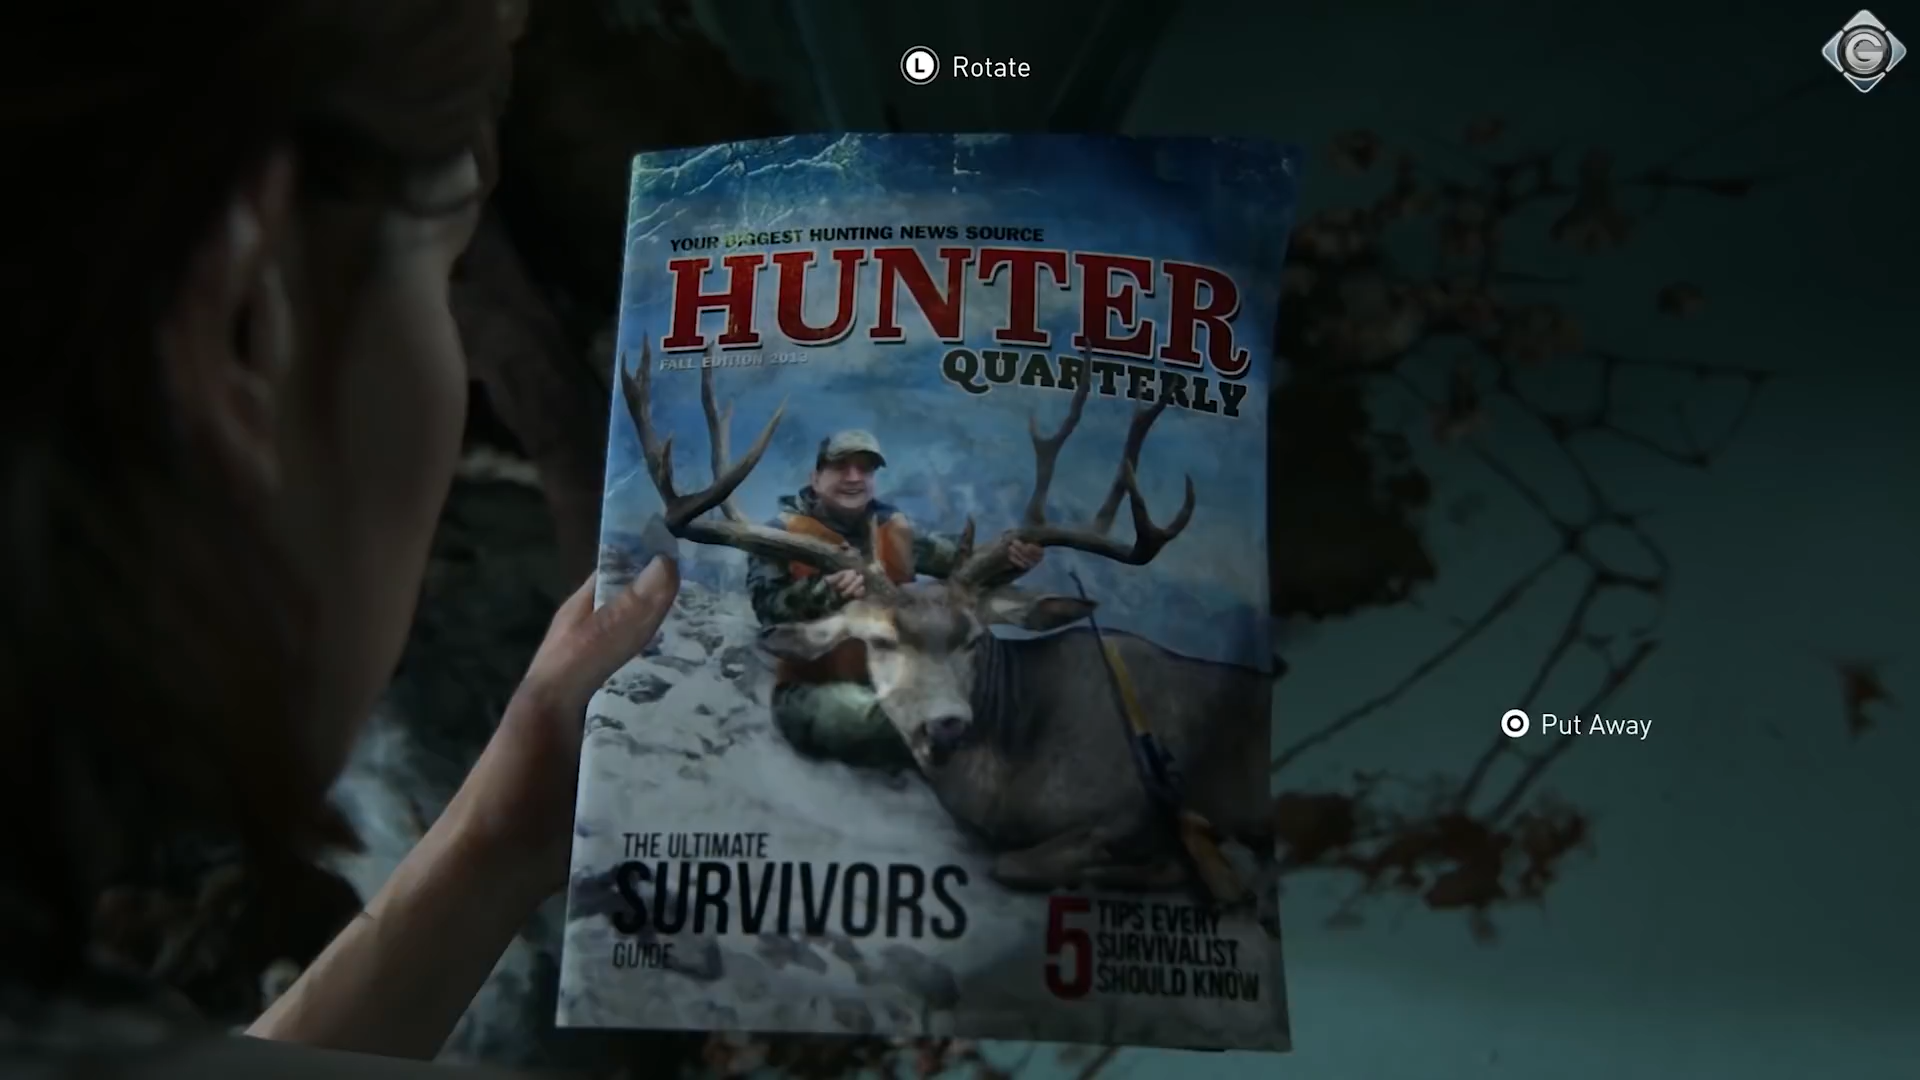 L Rotate
YOUR BIGGEST HUNTING NEWS SOURCE
HUNTER
FALL EDITION 2013
QUARTERLY
THE ULTIMATE
SURVIVORS
GUIDE
5 TIPS EVERY
SURVIVALIST
SHOULD KNOW
Put Away
G